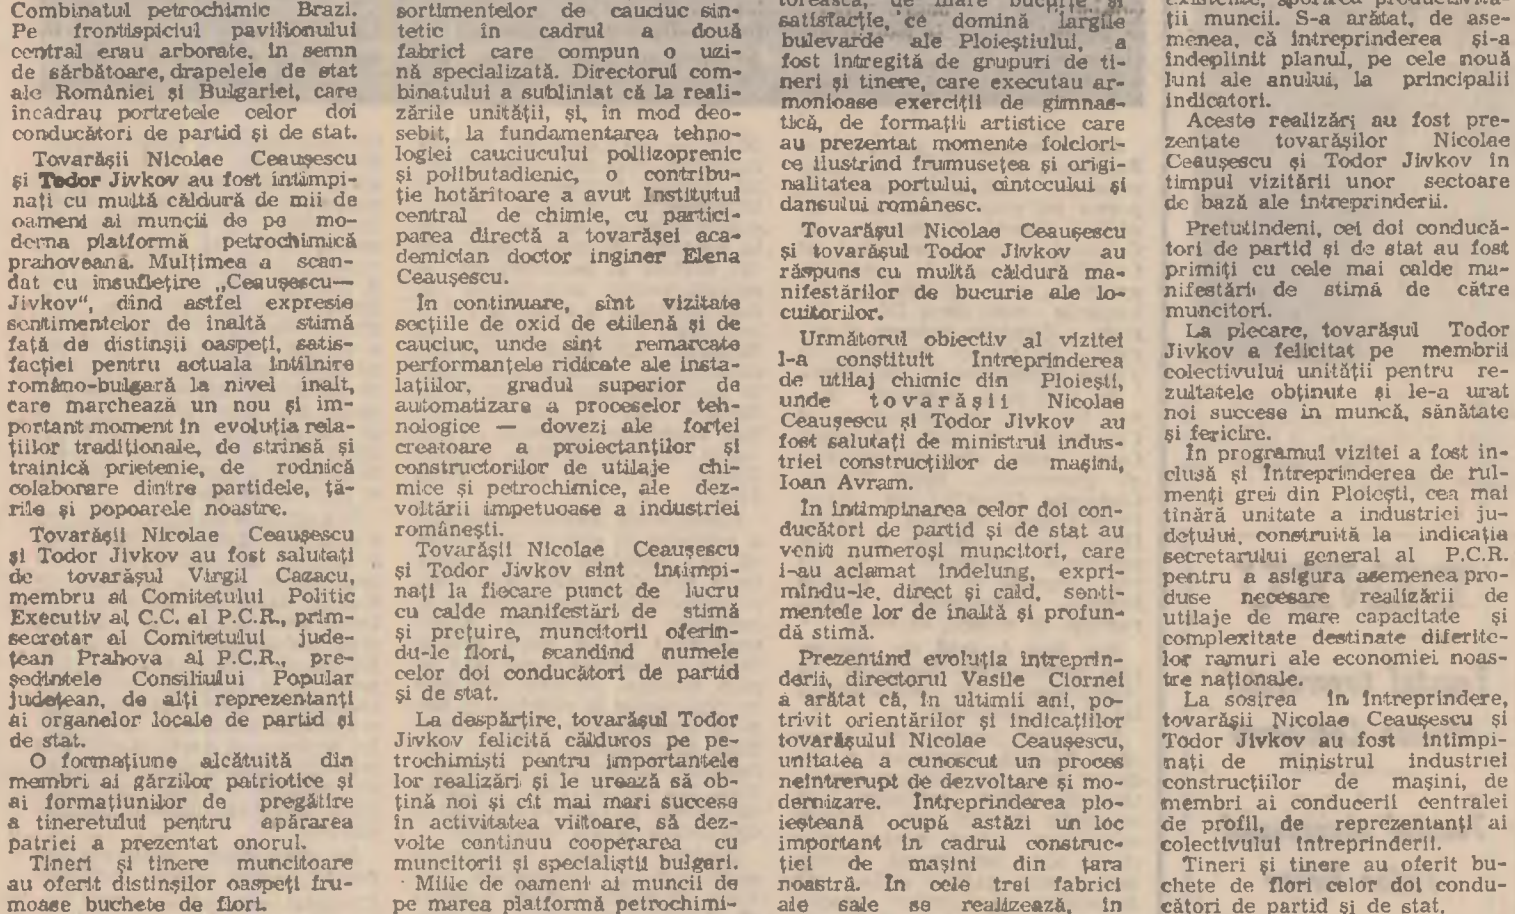 Combinatul petrochimic Brazi.
Pe frontispiciul pavilionului
central erau arborate, în semn
de sărbătoare, drapelele de stat
ale României și Bulgariei, care
încadrau portretele celor doi
conducători de partid și de stat.
Tovarășii Nicolae Ceaușescu
și Todor Jivkov au fost întîmpi-
nați cu multă căldură de mii de
oameni ai muncii de pe mo-
derna platformă petrochimică
prahoveană. Mulțimea a scan-
dat cu însuflețire „Ceaușescu—
Jivkov“, dînd astfel expresie
sentimentelor de înaltă stimă
față de distinșii oaspeți, satis-
facției pentru actuala întîlnire
româno-bulgară la nivel înalt,
care marchează un nou și im-
portant moment în evoluția rela-
țiilor tradiționale, de strînsă și
trainică prietenie, de rodnică
colaborare dintre partidele, ță-
rile și popoarele noastre.
Tovarășii Nicolae Ceaușescu
și Todor Jivkov au fost salutați
de tovarășul Virgil Cazacu,
membru al Comitetului Politic
Executiv al C.C. al P.C.R., prim-
secretar al Comitetului jude-
țean Prahova al P.C.R., pre-
ședintele Consiliului Popular
județean, de alți reprezentanți
ai organelor locale de partid și
de stat.
O formațiune alcătuită din
membri ai gărzilor patriotice și
ai formațiunilor de pregătire
a tineretului pentru apărarea
patriei a prezentat onorul.
Tineri și tinere muncitoare
au oferit distinșilor oaspeți fru-
moase buchete de flori.
sortimentelor de cauciuc sin-
tetic în cadrul a două
fabrici care compun o uzi-
nă specializată. Directorul com-
binatului a subliniat că la reali-
zările unității, și, în mod deo-
sebit, la fundamentarea tehno-
logiei cauciucului poliizoprenic
și polibutadienic, o contribu-
ție hotărîtoare a avut Institutul
central de chimie, cu partici-
parea directă a tovarășei aca-
demician doctor inginer Elena
Ceaușescu.
În continuare, sînt vizitate
secțiile de oxid de etilenă și de
cauciuc, unde sînt remarcate
performanțele ridicate ale insta-
lațiilor, gradul superior de
automatizare a proceselor teh-
nologice — dovezi ale forței
creatoare a proiectanților și
constructorilor de utilaje chi-
mice și petrochimice, ale dez-
voltării impetuoase a industriei
românești.
Tovarășii Nicolae Ceaușescu
și Todor Jivkov sînt întîmpi-
nați la fiecare punct de lucru
cu calde manifestări de stimă
și prețuire, muncitorii oferin-
du-le flori, scandînd numele
celor doi conducători de partid
și de stat.
La despărțire, tovarășul Todor
Jivkov felicită călduros pe pe-
trochimiști pentru importantele
lor realizări și le urează să ob-
țină noi și cît mai mari succese
în activitatea viitoare, să dez-
volte continuu cooperarea cu
muncitorii și specialiștii bulgari.
Miile de oameni ai muncii de
pe marea platformă petrochimi-
torească, de mare bucurie și
satisfacție, ce domină largile
bulevarde ale Ploieștiului, a
fost întregită de grupuri de ti-
neri și tinere, care executau ar-
monioase exerciții de gimnas-
tică, de formații artistice care
au prezentat momente folclori-
ce ilustrînd frumusețea și origi-
nalitatea portului, cîntecului și
dansului românesc.
Tovarășul Nicolae Ceaușescu
și tovarășul Todor Jivkov au
răspuns cu multă căldură ma-
nifestărilor de bucurie ale lo-
cuitorilor.
Următorul obiectiv al vizitei
l-a constituit Întreprinderea
de utilaj chimic din Ploiești,
unde tovarășii Nicolae
Ceaușescu și Todor Jivkov au
fost salutați de ministrul indus-
triei construcțiilor de mașini,
Ioan Avram.
În întîmpinarea celor doi con-
ducători de partid și de stat au
venit numeroși muncitori, care
i-au aclamat îndelung, expri-
mîndu-le, direct și cald, senti-
mentele lor de înaltă și profun-
dă stimă.
Prezentînd evoluția întreprin-
derii, directorul Vasile Ciornei
a arătat că, în ultimii ani, po-
trivit orientărilor și indicațiilor
tovarășului Nicolae Ceaușescu,
unitatea a cunoscut un proces
neîntrerupt de dezvoltare și mo-
dernizare. Întreprinderea plo-
ieșteană ocupă astăzi un loc
important în cadrul construc-
ției de mașini din țara
noastră. În cele trei fabrici
ale sale se realizează, în
existente, sporirea productivită-
ții muncii. S-a arătat, de ase-
menea, că întreprinderea și-a
îndeplinit planul, pe cele nouă
luni ale anului, la principalii
indicatori.
Aceste realizări au fost pre-
zentate tovarășilor Nicolae
Ceaușescu și Todor Jivkov în
timpul vizitării unor sectoare
de bază ale întreprinderii.
Pretutindeni, cei doi conducă-
tori de partid și de stat au fost
primiți cu cele mai calde ma-
nifestări de stimă de către
muncitori.
La plecare, tovarășul Todor
Jivkov a felicitat pe membrii
colectivului unității pentru re-
zultatele obținute și le-a urat
noi succese în muncă, sănătate
și fericire.
În programul vizitei a fost in-
clusă și Întreprinderea de rul-
menți grei din Ploiești, cea mai
tînără unitate a industriei ju-
dețului, construită la indicația
secretarului general al P.C.R.
pentru a asigura asemenea pro-
duse necesare realizării de
utilaje de mare capacitate și
complexitate destinate diferite-
lor ramuri ale economiei noas-
tre naționale.
La sosirea în întreprindere,
tovarășii Nicolae Ceaușescu și
Todor Jivkov au fost întîmpi-
nați de ministrul industriei
construcțiilor de mașini, de
membri ai conducerii centralei
de profil, de reprezentanți ai
colectivului întreprinderii.
Tineri și tinere au oferit bu-
chete de flori celor doi condu-
cători de partid și de stat.